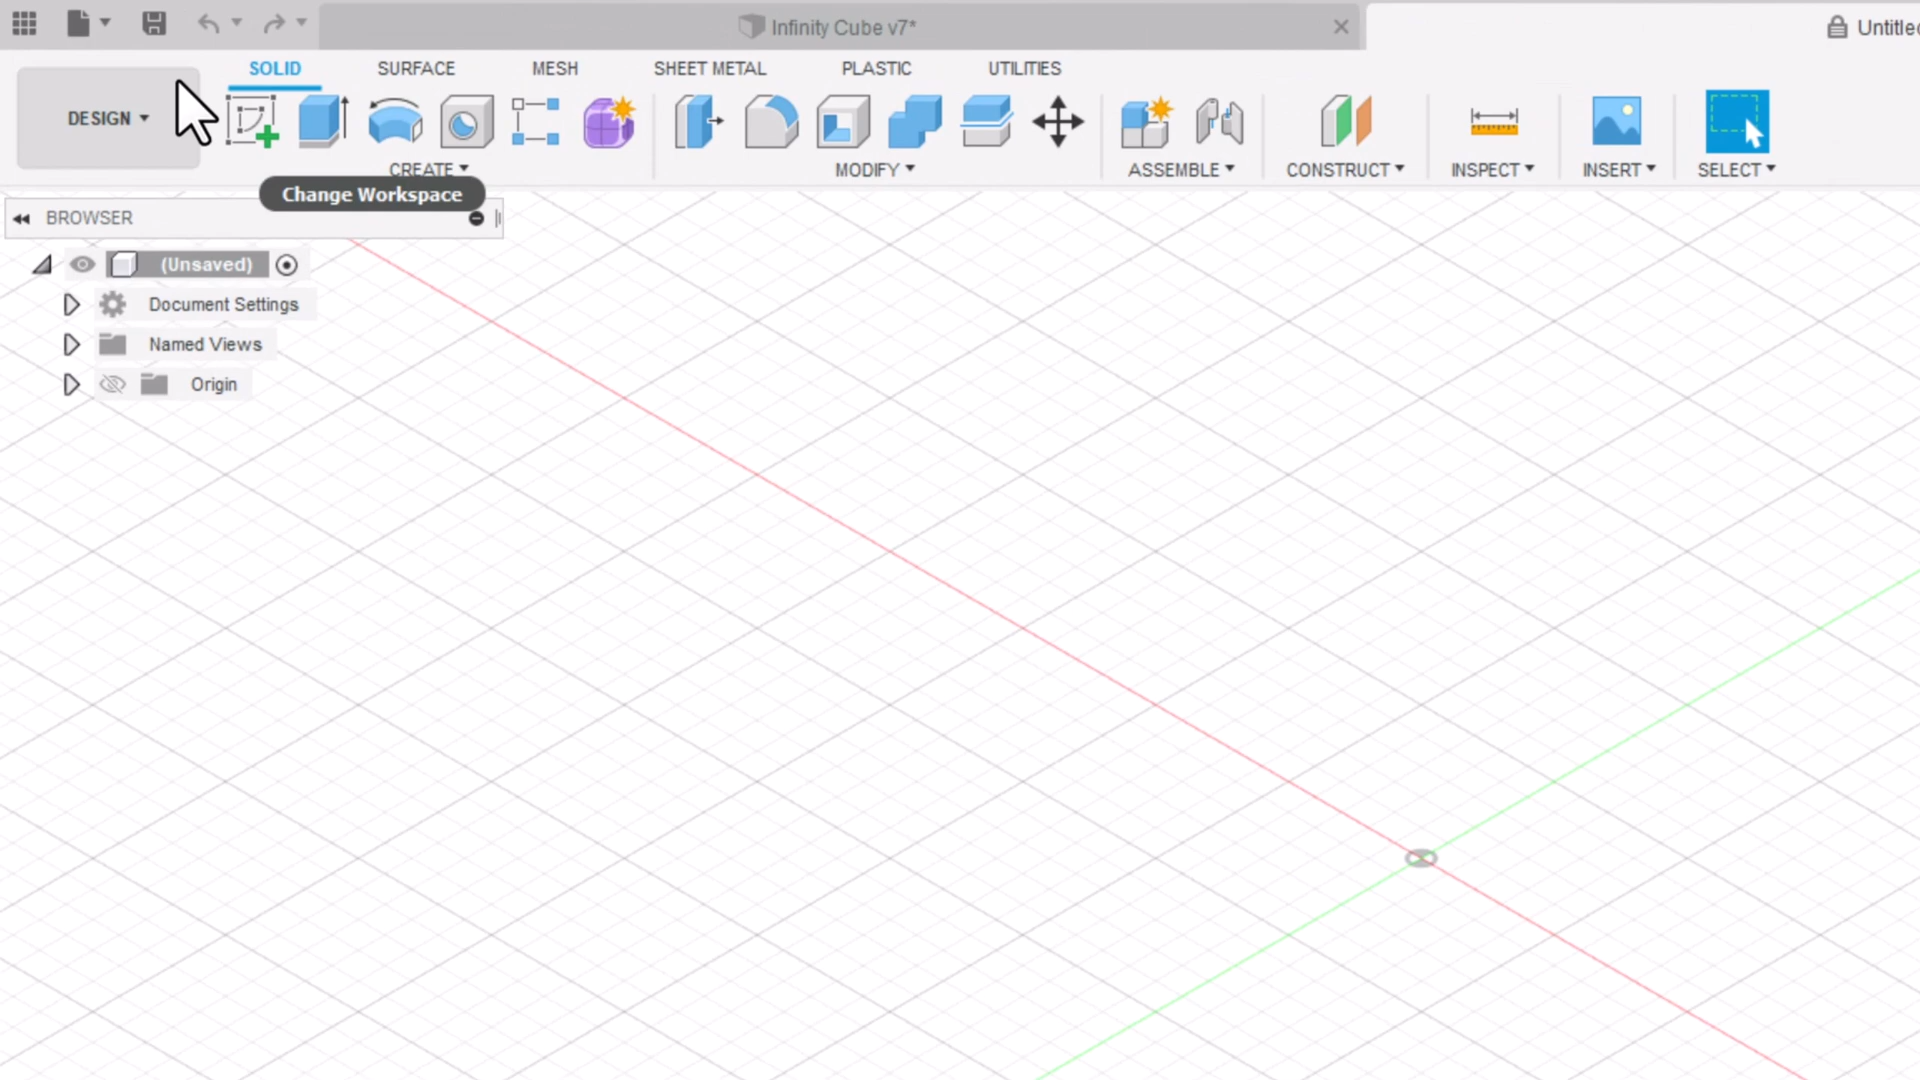 Infinity Cube v7*
SOLID SURFACE MESH SHEET METAL PLASTIC UTILITIES
DESIGN
CREATE MODIFY ASSEMBLE CONSTRUCT INSPECT INSERT SELECT
Change Workspace
BROWSER
(Unsaved)
Document Settings
Named Views
Origin